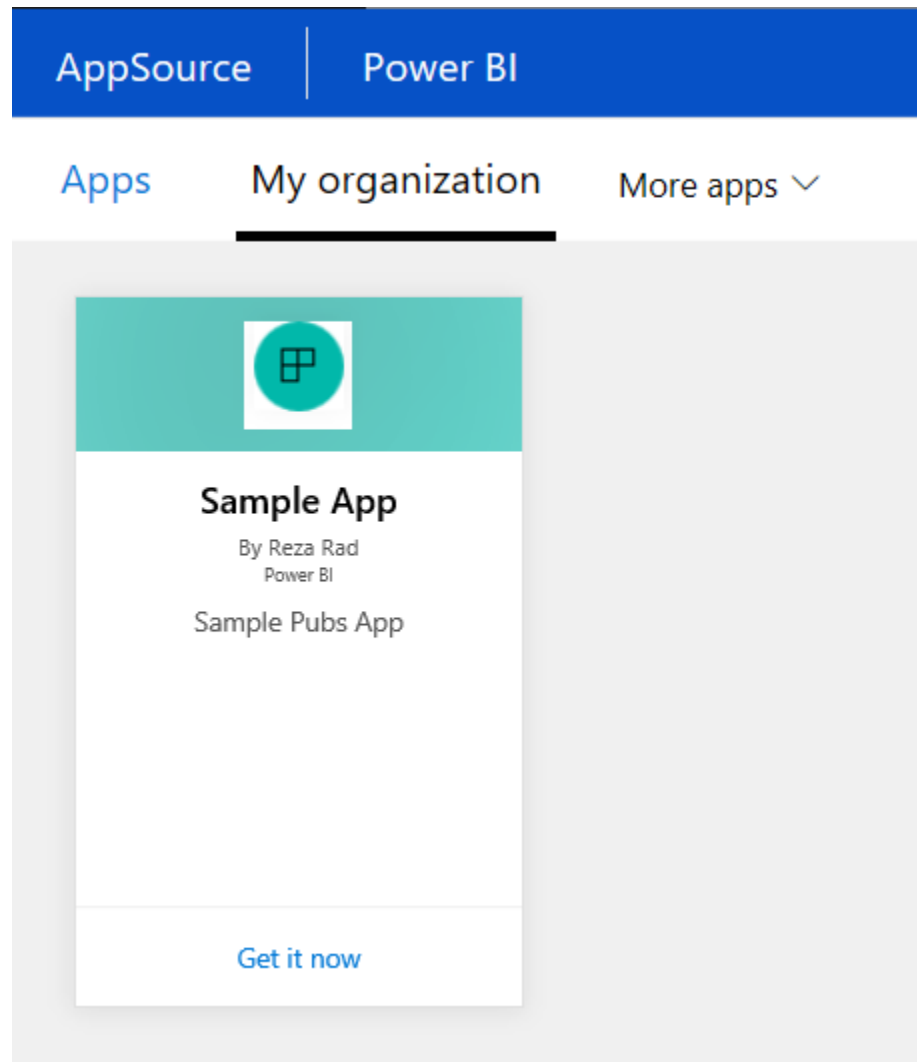 AppSource Power BI
Apps My organization More apps
Sample App
By Reza Rad
Power BI
Sample Pubs App
Get it now